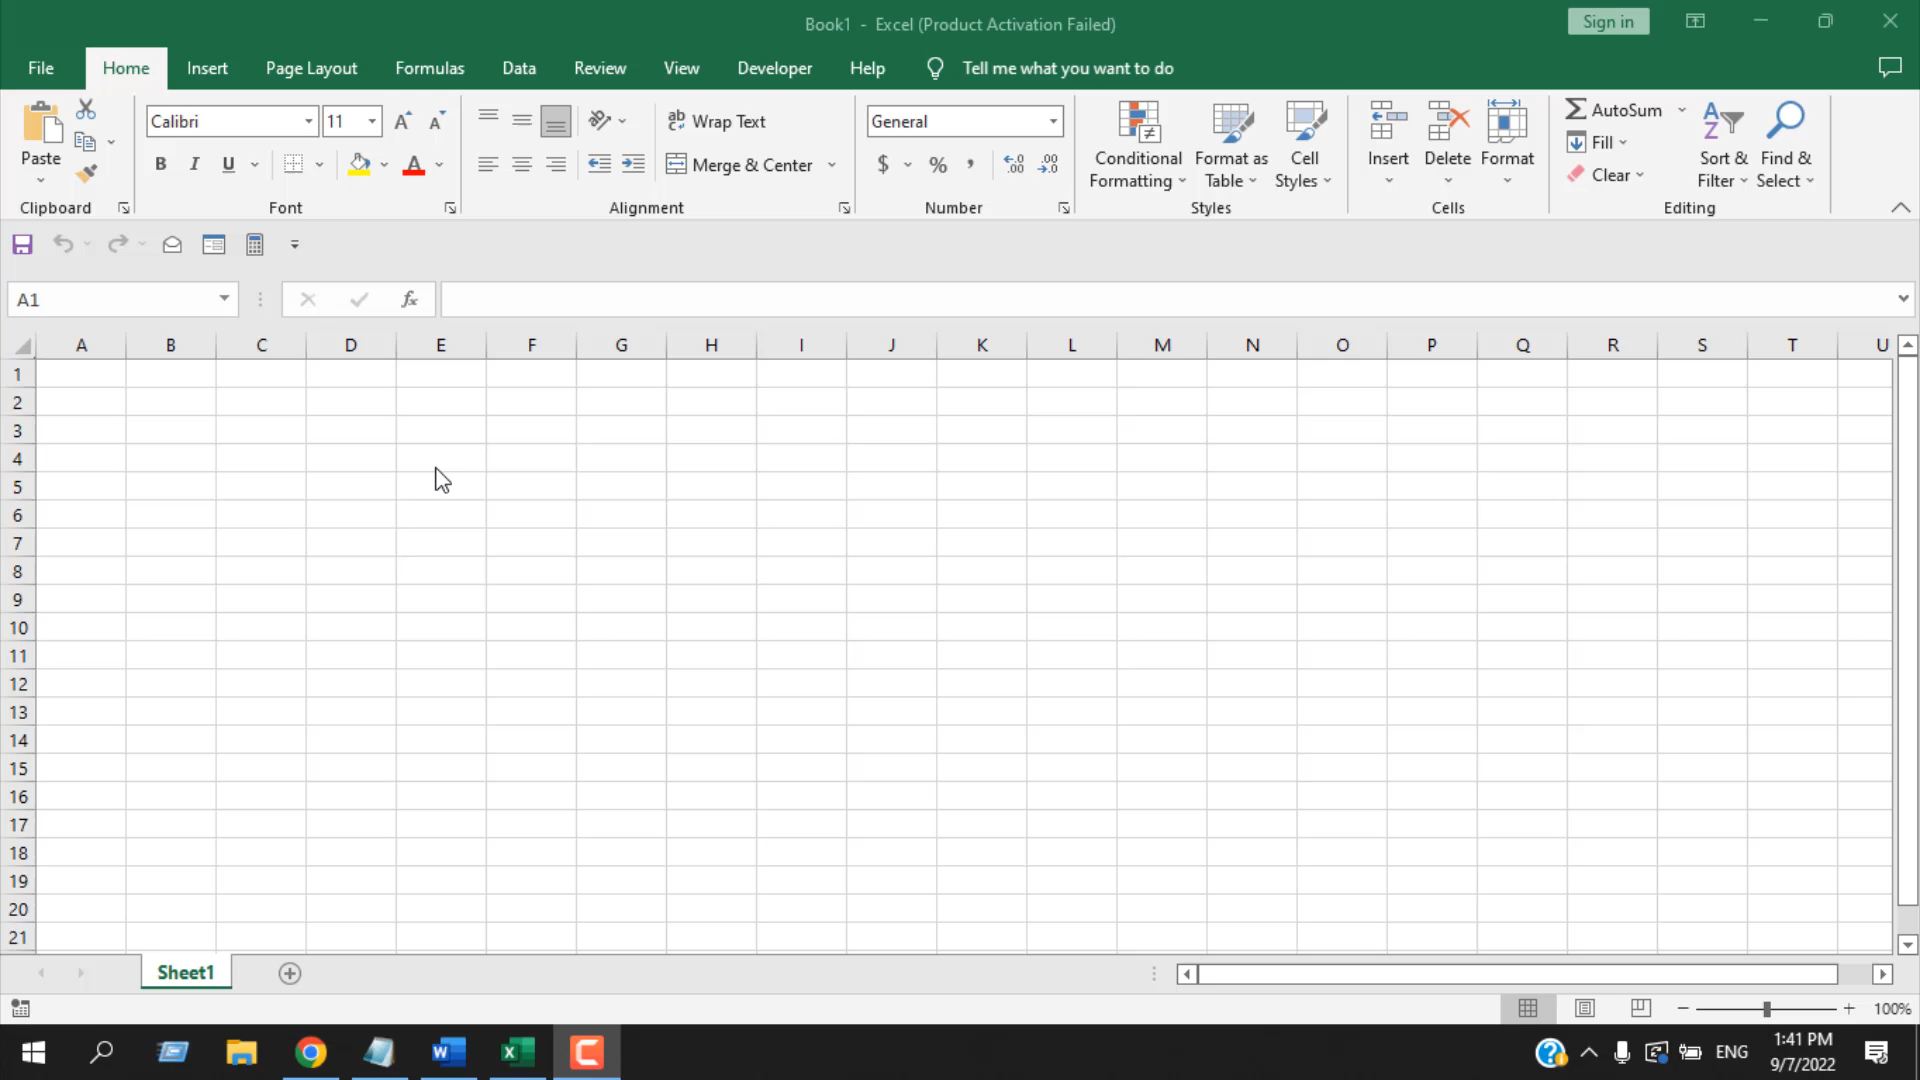 Book1 - Excel (Product Activation Failed)
Sign in
File Home Insert Page Layout Formulas Data Review View Developer Help Tell me what you want to do
Paste
Clipboard
Calibri 11
B I U A
Font
ab Wrap Text
Merge & Center
Alignment
General
$ % ,
Number
Conditional Formatting
Format as Table
Cell Styles
Styles
Insert Delete Format
Cells
AutoSum
Fill
Clear
Sort & Filter
Find & Select
Editing
A1 fx
A B C D E F G H I J K L M N O P Q R S T U
1
2
3
4
5
6
7
8
9
10
11
12
13
14
15
16
17
18
19
20
21
Sheet1
100%
ENG
1:41 PM
9/7/2022